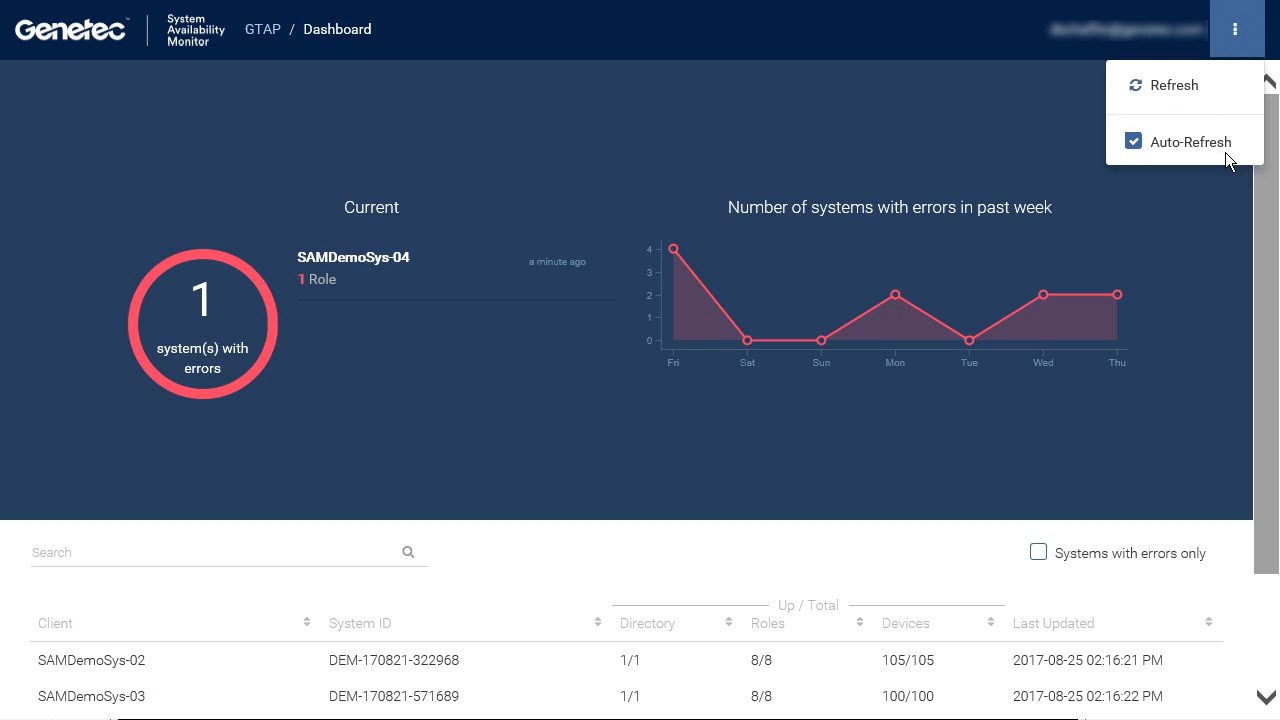 Genetec™
System
Availability
Monitor
GTAP / Dashboard
Refresh
Auto-Refresh
Current
Number of systems with errors in past week
SAMDemoSys-04
a minute ago
1 Role
1
system(s) with
errors
4
3
2
1
0
Fri Sat Sun Mon Tue Wed Thu
Search
Systems with errors only
Up / Total
Client System ID Directory Roles Devices Last Updated
SAMDemoSys-02 DEM-170821-322968 1/1 8/8 105/105 2017-08-25 02:16:21 PM
SAMDemoSys-03 DEM-170821-571689 1/1 8/8 100/100 2017-08-25 02:16:22 PM